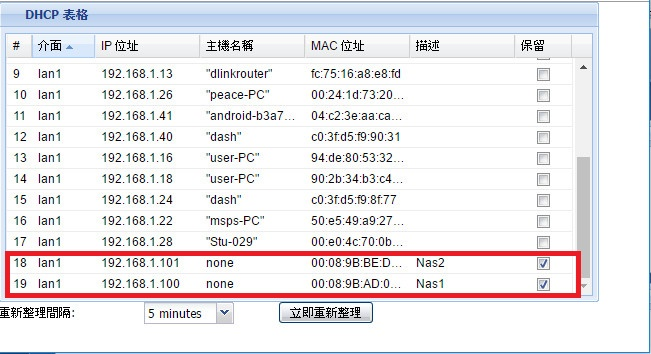 DHCP 表格
# 介面 IP 位址 主機名稱 MAC 位址 描述 保留
9 lan1 192.168.1.13 "dlinkrouter" fc:75:16:a8:e8:fd
10 lan1 192.168.1.26 "peace-PC" 00:24:1d:73:20...
11 lan1 192.168.1.41 "android-b3a7... 04:c2:3e:aa:ca...
12 lan1 192.168.1.40 "dash" c0:3f:d5:f9:90:31
13 lan1 192.168.1.16 "user-PC" 94:de:80:53:32...
14 lan1 192.168.1.18 "user-PC" 90:2b:34:b3:c4...
15 lan1 192.168.1.24 "dash" c0:3f:d5:f9:8f:77
16 lan1 192.168.1.22 "msps-PC" 50:e5:49:a9:27...
17 lan1 192.168.1.28 "Stu-029" 00:e0:4c:70:0b...
18 lan1 192.168.1.101 none 00:08:9B:BE:D... Nas2
19 lan1 192.168.1.100 none 00:08:9B:AD:0... Nas1
重新整理間隔: 5 minutes 立即重新整理